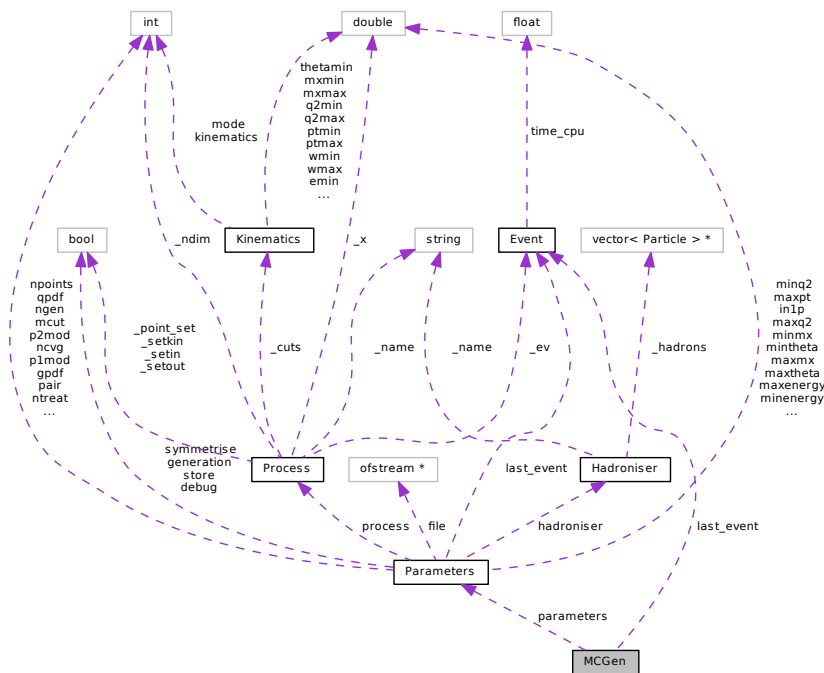 int
double
float
thetamin
mxmin
mxmax
q2min
q2max
ptmin
ptmax
wmin
wmax
emin
...
mode
kinematics
time_cpu
bool
_ndim
Kinematics
_x
string
Event
vector< Particle > *
npoints
qpdf
ngen
mcut
p2mod
ncvg
p1mod
gpdf
pair
ntreat
...
_point_set
_setkin
_setin
_setout
_cuts
_name
_name
_ev
_hadrons
minq2
maxpt
in1p
maxq2
minmx
mintheta
maxmx
maxtheta
maxenergy
minenergy
...
symmetrise
generation
store
debug
Process
ofstream *
last_event
Hadroniser
process
file
hadroniser
last_event
Parameters
parameters
MCGen